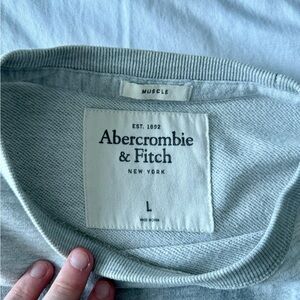 MUSCLE
EST. 1892
Abercrombie
& Fitch
NEW YORK
L